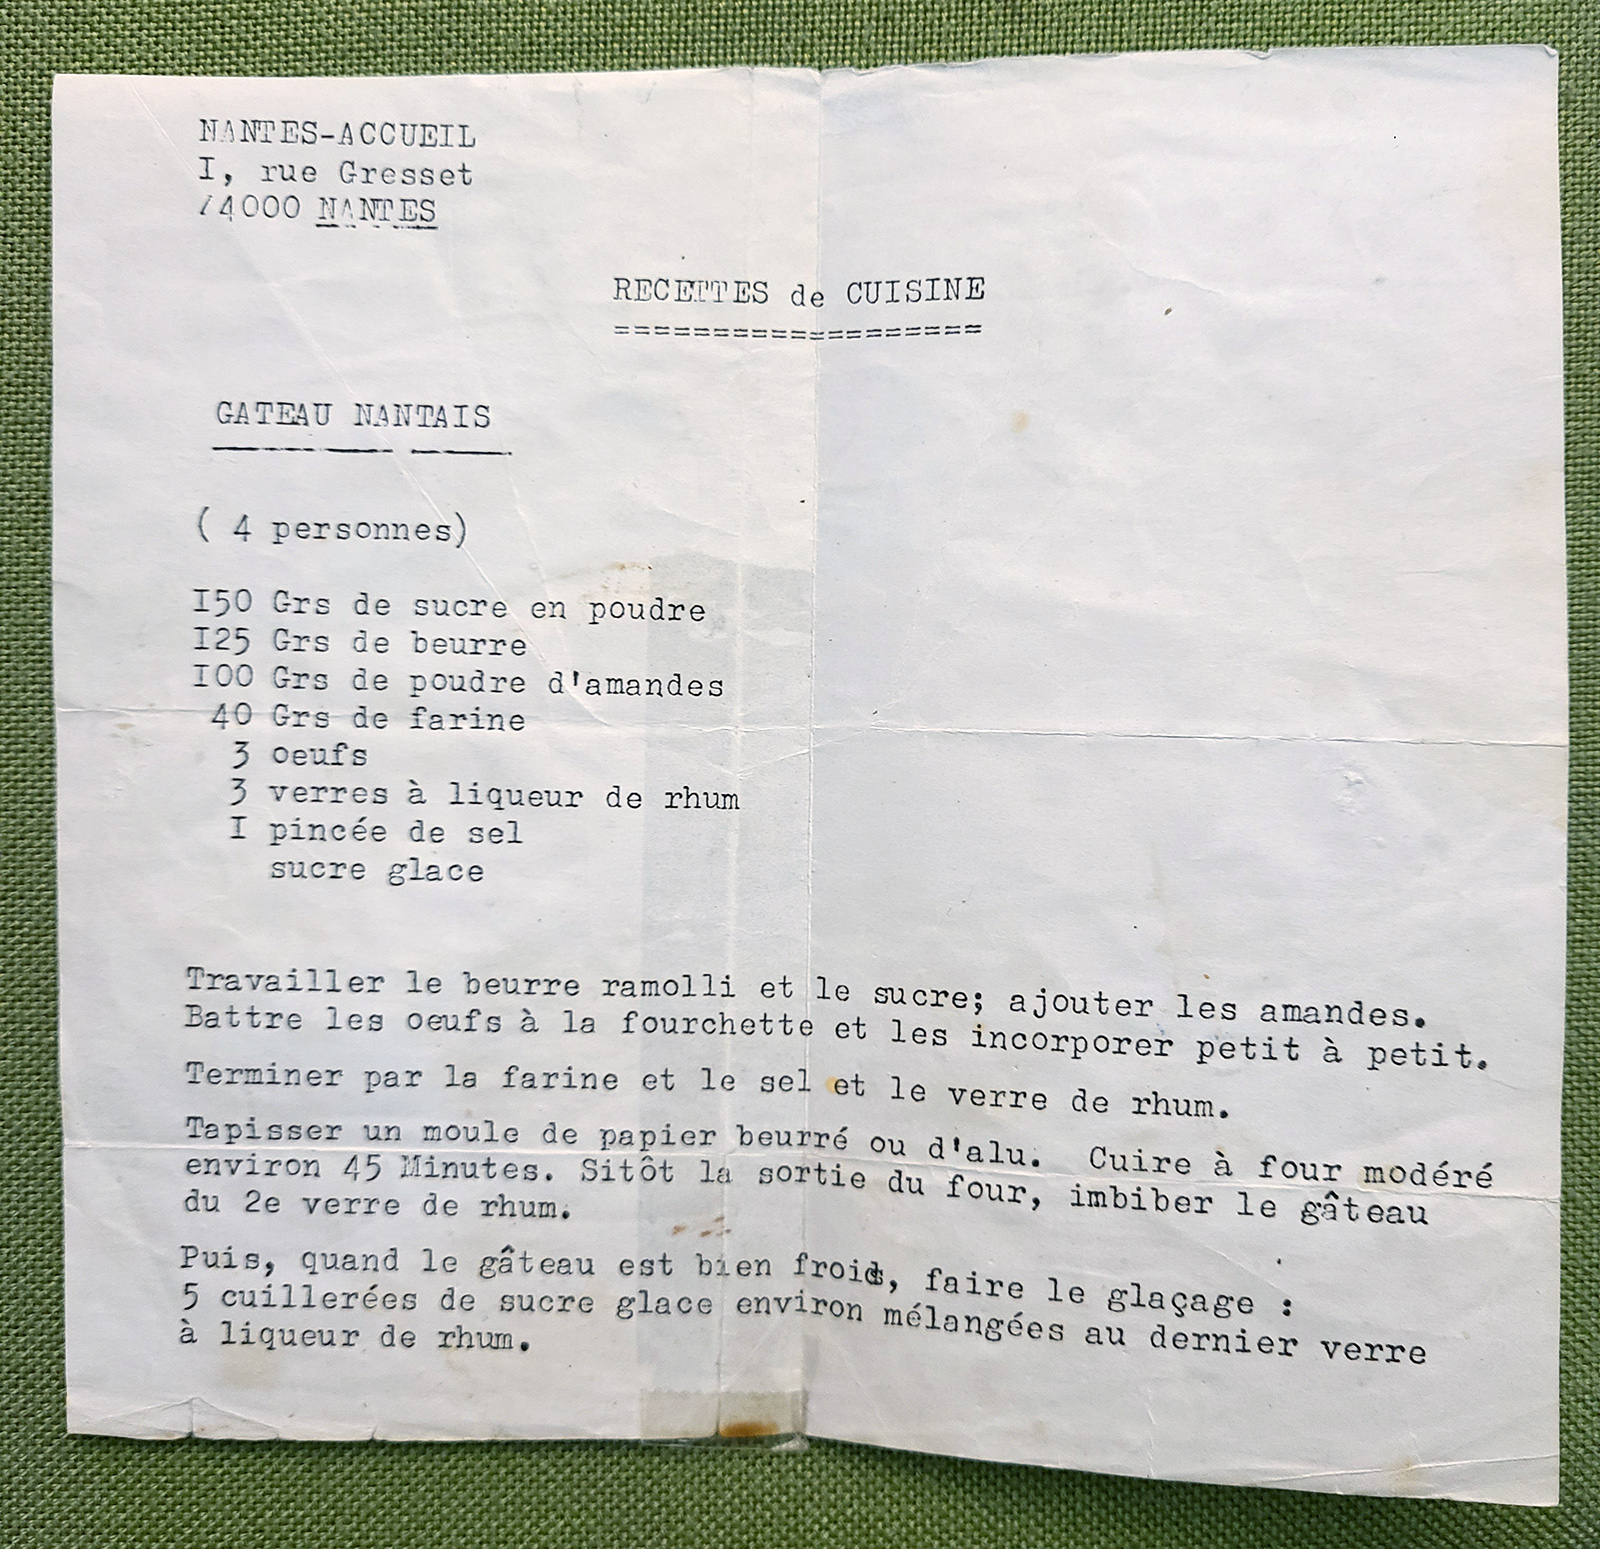 NANTES-ACCUEIL
I, rue Gresset
44000 NANTES
RECETTES de CUISINE
==================
GATEAU NANTAIS
( 4 personnes)
I50 Grs de sucre en poudre
I25 Grs de beurre
I00 Grs de poudre d'amandes
40 Grs de farine
3 oeufs
3 verres à liqueur de rhum
I pincée de sel
sucre glace
Travailler le beurre ramolli et le sucre; ajouter les amandes.
Battre les oeufs à la fourchette et les incorporer petit à petit.
Terminer par la farine et le sel et le verre de rhum.
Tapisser un moule de papier beurré ou d'alu. Cuire à four modéré
environ 45 Minutes. Sitôt la sortie du four, imbiber le gâteau
du 2e verre de rhum.
Puis, quand le gâteau est bien froid, faire le glaçage :
5 cuillerées de sucre glace environ mélangées au dernier verre
à liqueur de rhum.